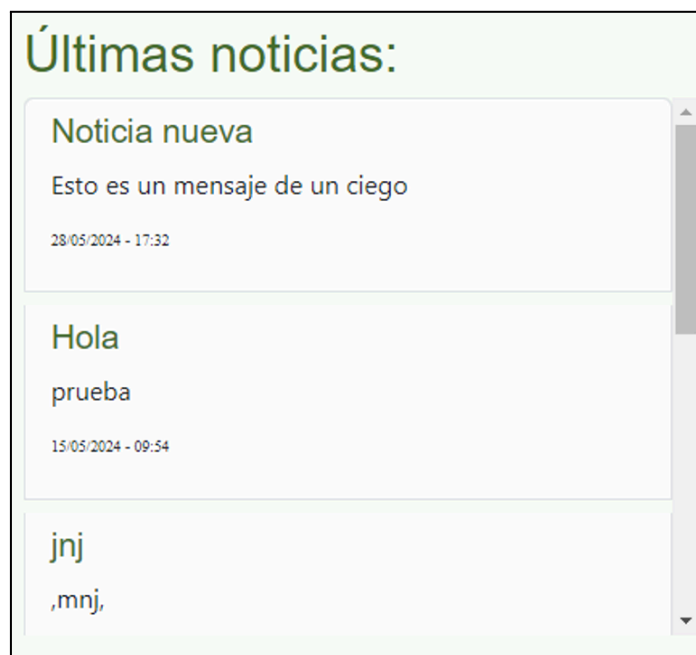 Últimas noticias:
Noticia nueva
Esto es un mensaje de un ciego
28/05/2024 - 17:32
Hola
prueba
15/05/2024 - 09:54
jnj
,mnj,